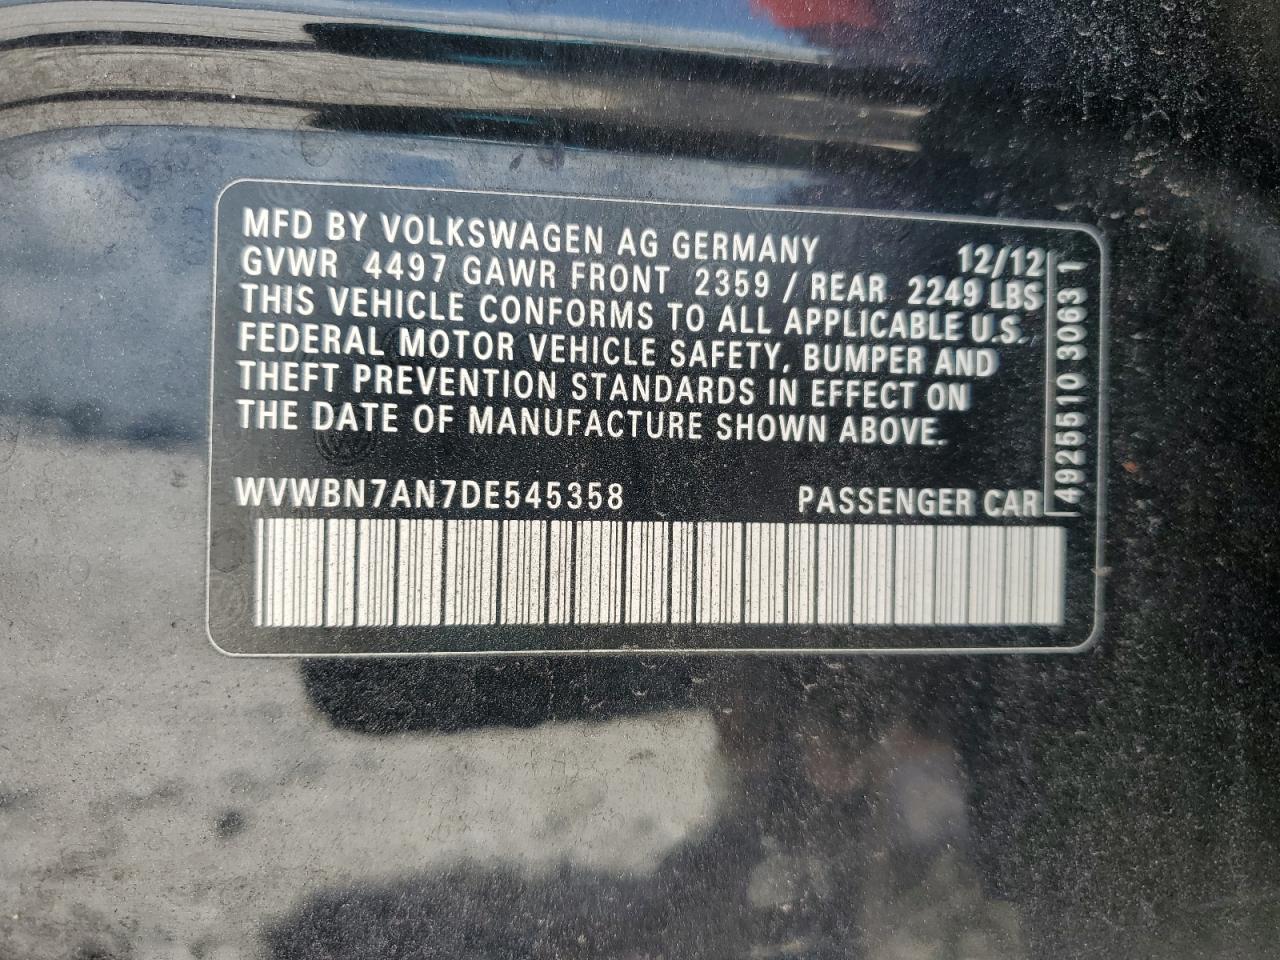 MFD BY VOLKSWAGEN AG GERMANY 12/12
GVWR 4497 GAWR FRONT 2359 / REAR 2249 LBS
THIS VEHICLE CONFORMS TO ALL APPLICABLE U.S.
FEDERAL MOTOR VEHICLE SAFETY, BUMPER AND
THEFT PREVENTION STANDARDS IN EFFECT ON
THE DATE OF MANUFACTURE SHOWN ABOVE.
WVWBN7AN7DE545358 PASSENGER CAR
4925510 3063 1